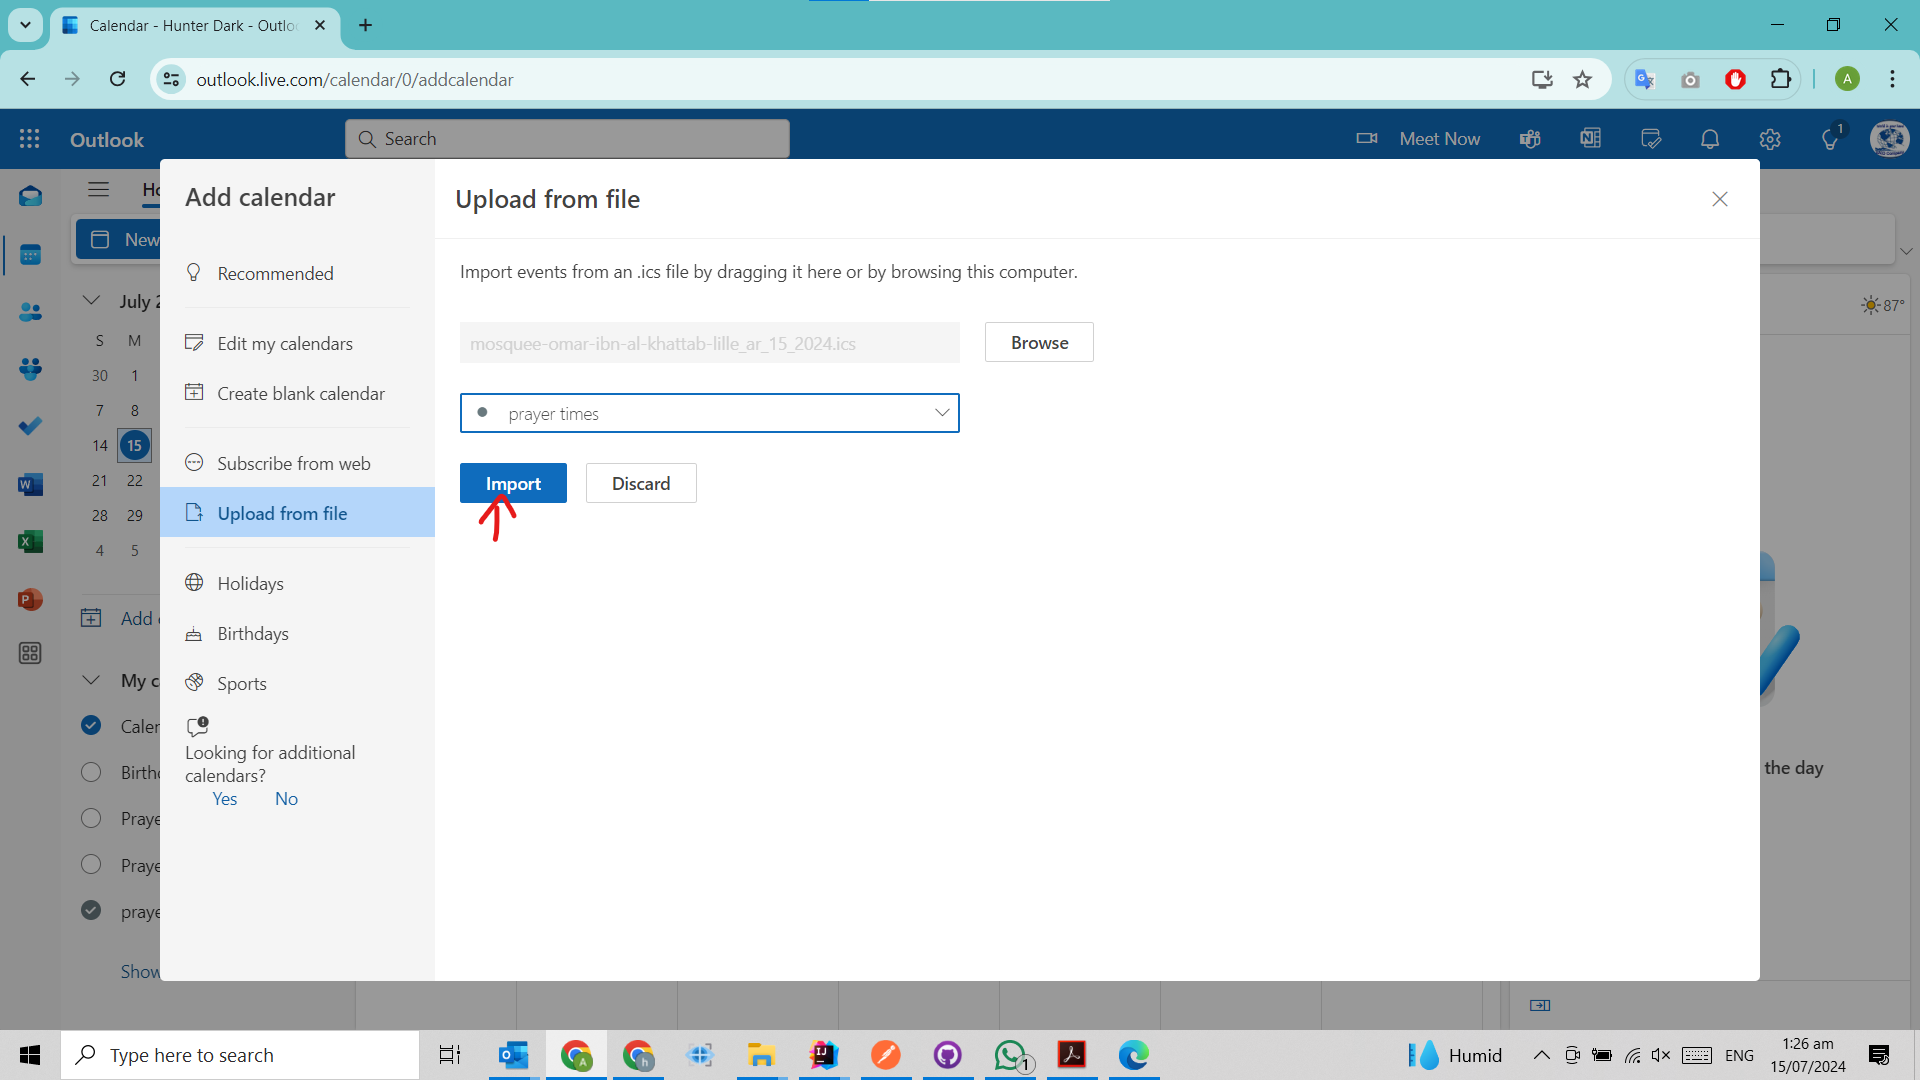 Calendar - Hunter Dark - Outlo
outlook.live.com/calendar/0/addcalendar
A
Outlook
Search
Meet Now
1
Add calendar
Upload from file
Ho
New
Recommended
Import events from an .ics file by dragging it here or by browsing this computer.
July 2
87°
S M
Edit my calendars
mosquee-omar-ibn-al-khattab-lille_ar_15_2024.ics
Browse
30 1
Create blank calendar
7 8
prayer times
14 15
Subscribe from web
21 22
Import
Discard
28 29
Upload from file
4 5
Holidays
Add
Birthdays
My c
Sports
Calen
Looking for additional
calendars?
Yes No
Birthd
the day
Praye
Praye
praye
Show
Type here to search
A
h
1
Humid
ENG
1:26 am
15/07/2024